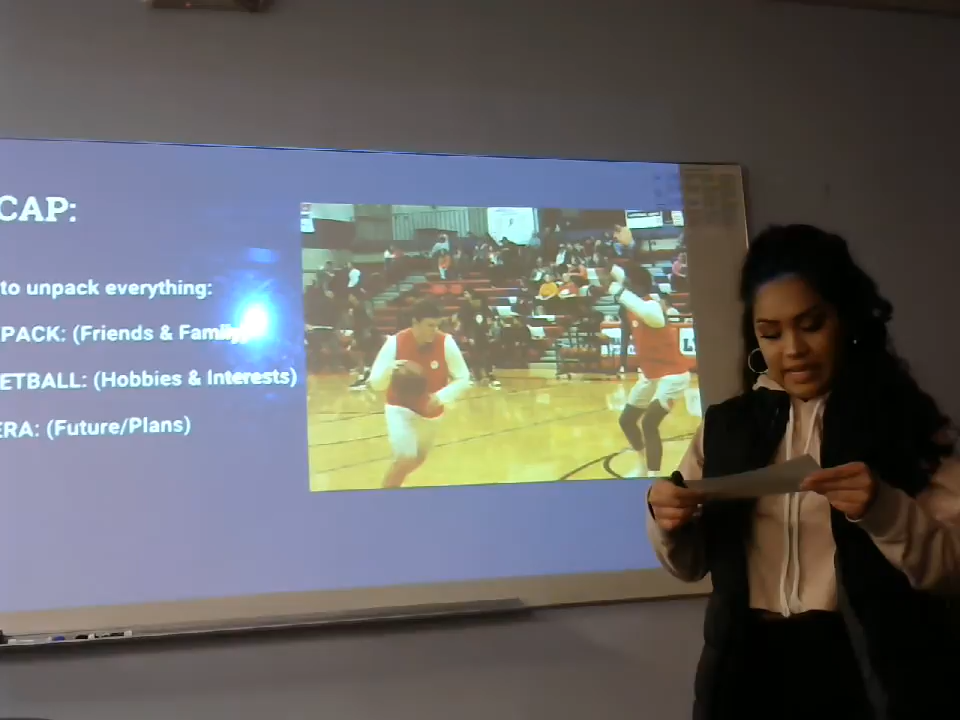 CAP:
to unpack everything:
PACK: (Friends & Family)
ETBALL: (Hobbies & Interests)
ERA: (Future/Plans)